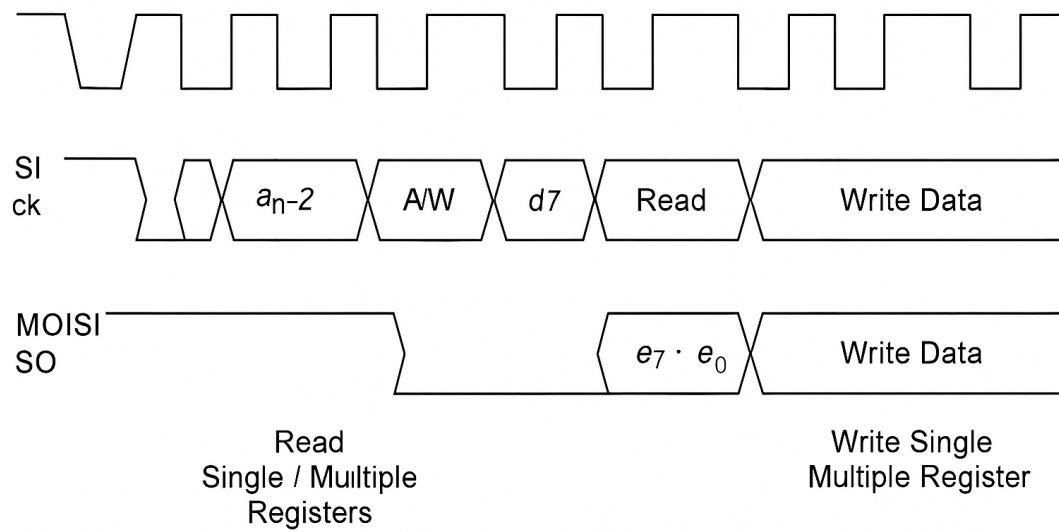 SI
ck
aₙ-2
A/W
d7
Read
Write Data
MOISI
SO
e₇ · e₀
Write Data
Read
Single / Muiltiple
Registers
Write Single
Multiple Register